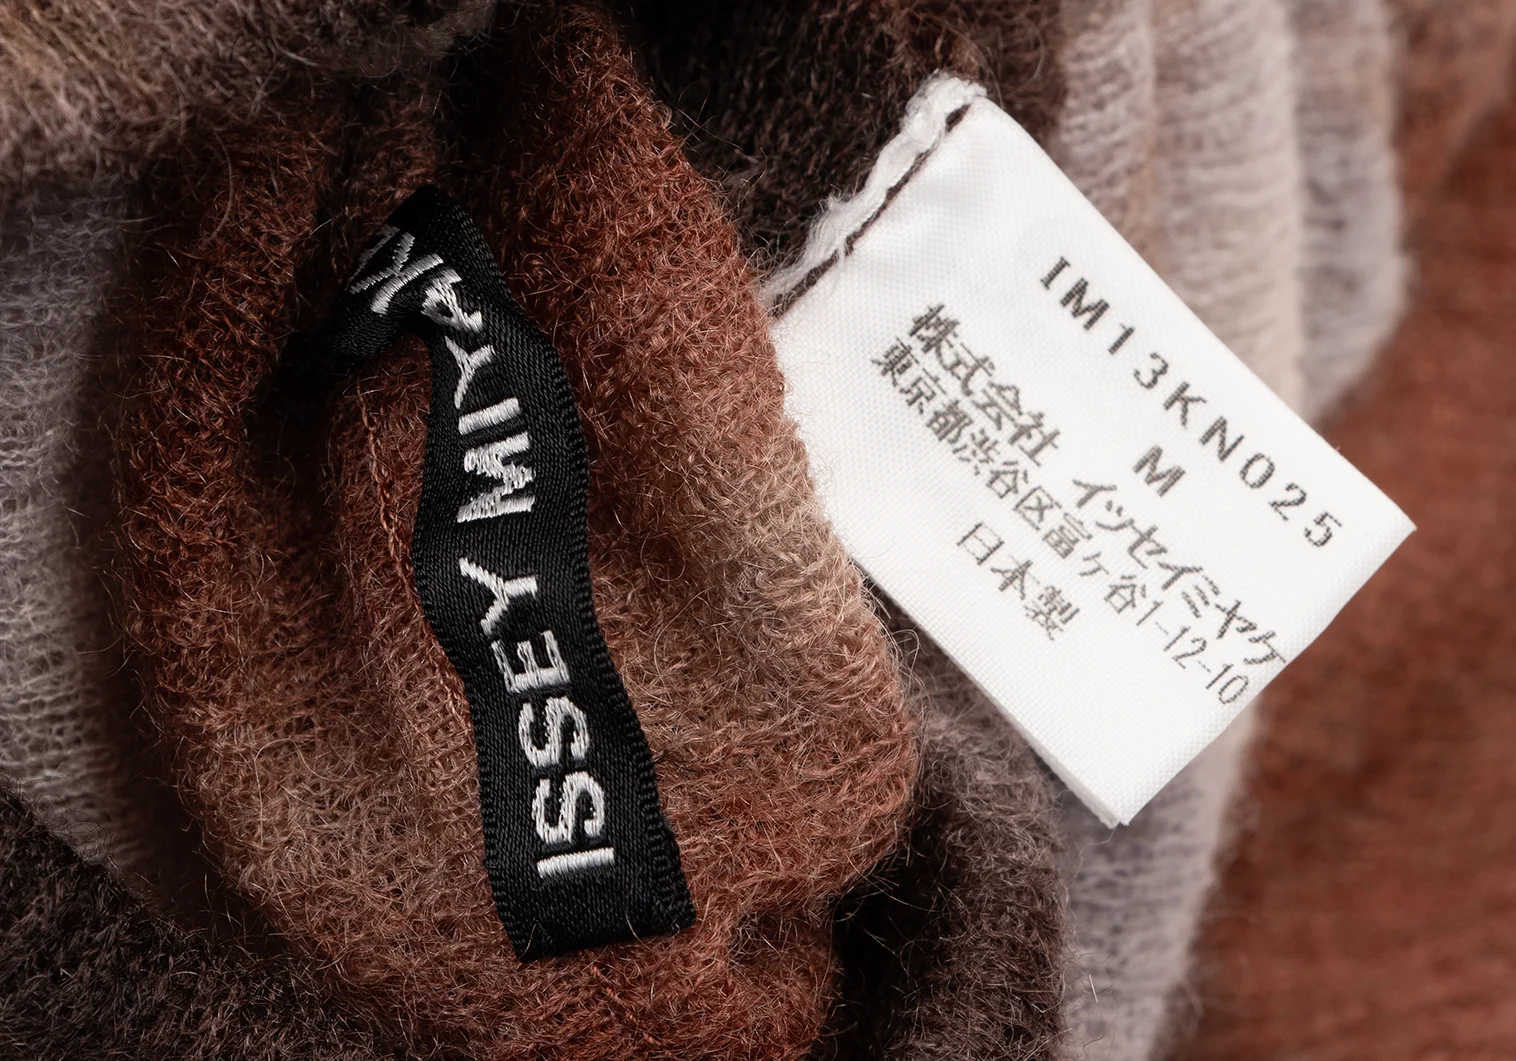 ISSEY MIYAKE
IM13KN025
M
株式会社 イッセイミヤケ
東京都渋谷区富ヶ谷1-12-10
日本製